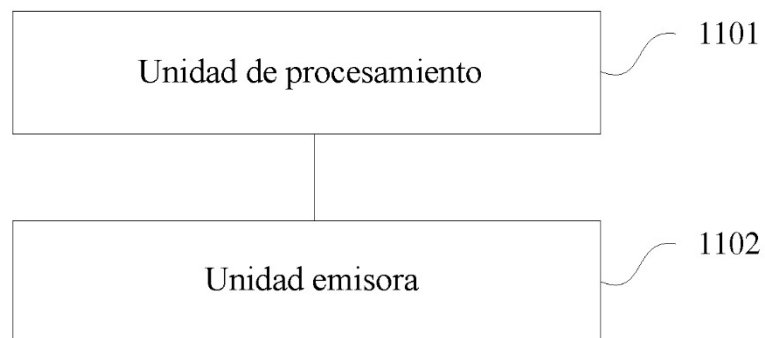 Unidad de procesamiento
1101
Unidad emisora
1102